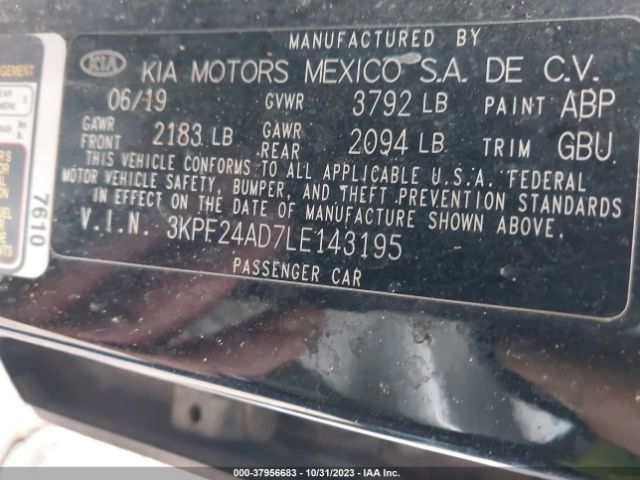 MANUFACTURED BY
KIA KIA MOTORS MEXICO S.A. DE C.V.
06/19 GVWR 3792 LB PAINT ABP
GAWR FRONT 2183 LB GAWR REAR 2094 LB TRIM GBU
THIS VEHICLE CONFORMS TO ALL APPLICABLE U.S.A. FEDERAL
MOTOR VEHICLE SAFETY, BUMPER, AND THEFT PREVENTION STANDARDS
IN EFFECT ON THE DATE OF MANUFACTURE SHOWN ABOVE.
V.I.N. 3KPF24AD7LE143195
PASSENGER CAR
7610
000-37956683 - 10/31/2023 - COPYRIGHT IAA